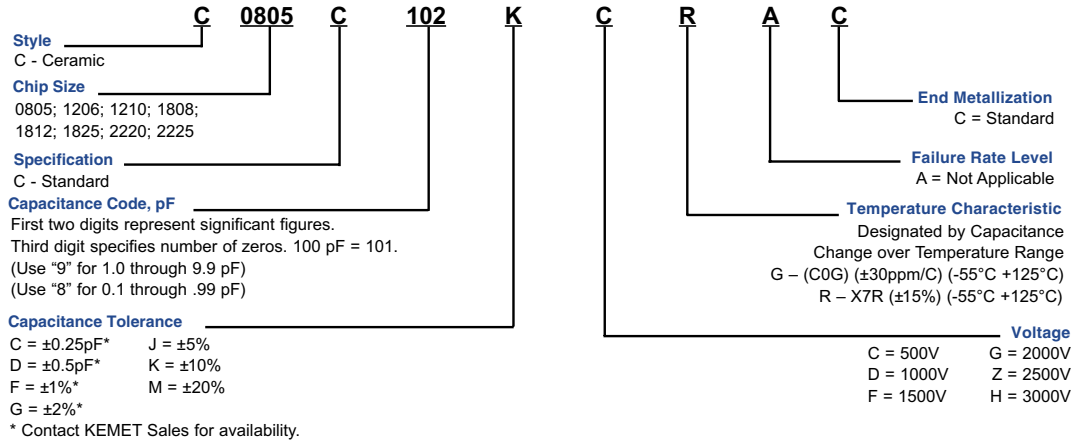 C 0805 C 102 K C R A C
Style
C - Ceramic
Chip Size
0805; 1206; 1210; 1808;
1812; 1825; 2220; 2225
Specification
C - Standard
Capacitance Code, pF
First two digits represent significant figures.
Third digit specifies number of zeros. 100 pF = 101.
(Use “9” for 1.0 through 9.9 pF)
(Use “8” for 0.1 through .99 pF)
Capacitance Tolerance
C = ±0.25pF* J = ±5%
D = ±0.5pF* K = ±10%
F = ±1%* M = ±20%
G = ±2%*
* Contact KEMET Sales for availability.
End Metallization
C = Standard
Failure Rate Level
A = Not Applicable
Temperature Characteristic
Designated by Capacitance
Change over Temperature Range
G – (C0G) (±30ppm/C) (-55°C +125°C)
R – X7R (±15%) (-55°C +125°C)
Voltage
C = 500V G = 2000V
D = 1000V Z = 2500V
F = 1500V H = 3000V